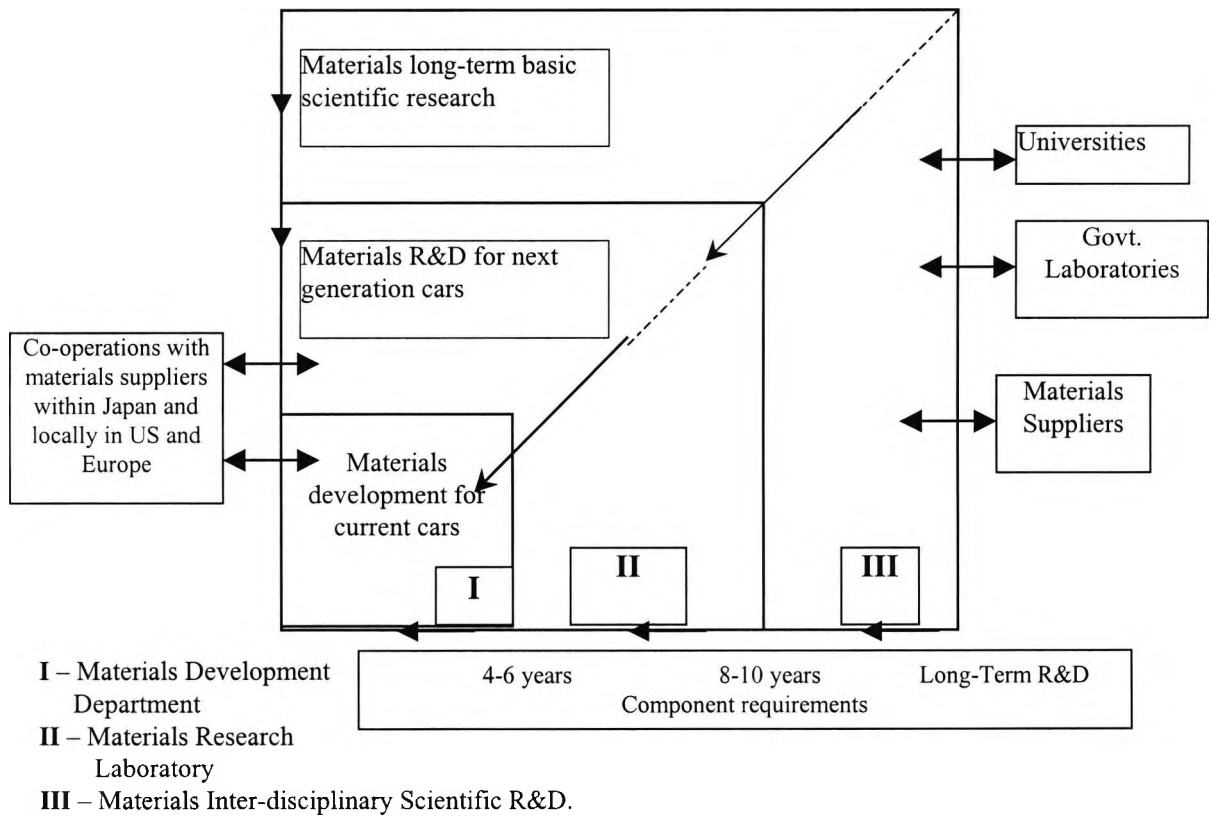 Materials long-term basic
scientific research
Universities
Govt.
Laboratories
Materials R&D for next
generation cars
Co-operations with
materials suppliers
within Japan and
locally in US and
Europe
Materials
Suppliers
Materials
development for
current cars
I
II
III
4-6 years 8-10 years Long-Term R&D
Component requirements
I – Materials Development
Department
II – Materials Research
Laboratory
III – Materials Inter-disciplinary Scientific R&D.